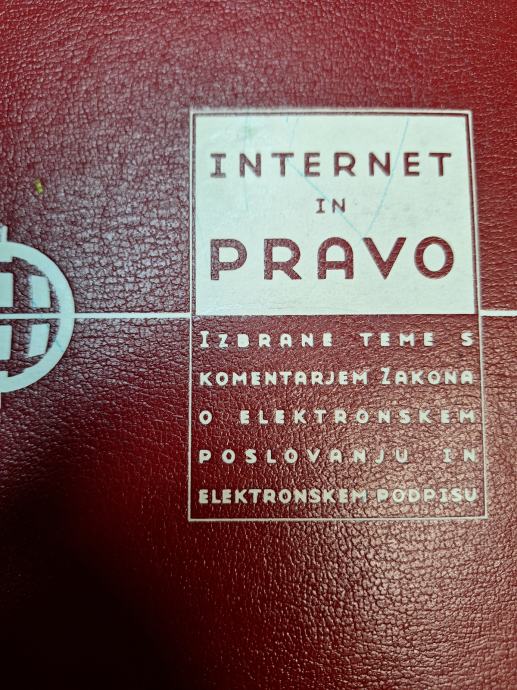 INTERNET
IN
PRAVO
IZBRANE TEME S
KOMENTARJEM ZAKONA
O ELEKTRONSKEM
POSLOVANJU IN
ELEKTRONSKEM PODPISU